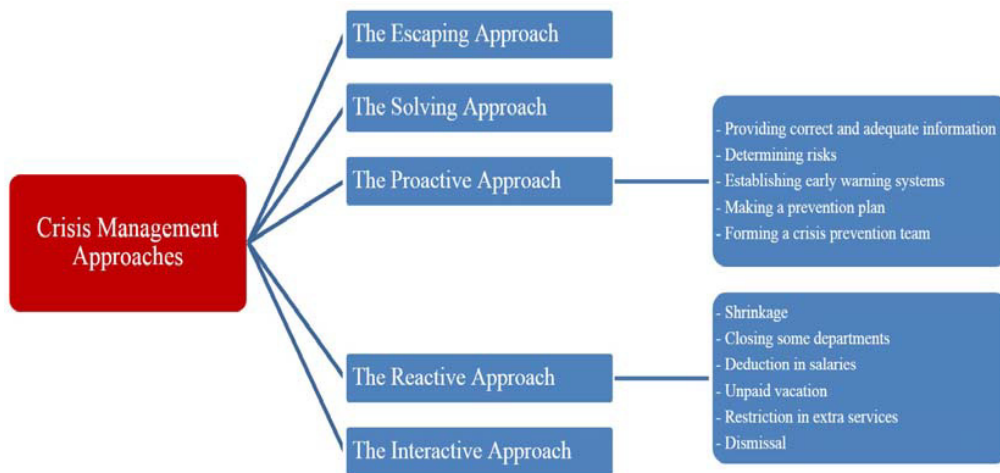 Crisis Management
Approaches
The Escaping Approach
The Solving Approach
The Proactive Approach
- Providing correct and adequate information
- Determining risks
- Establishing early warning systems
- Making a prevention plan
- Forming a crisis prevention team
The Reactive Approach
- Shrinkage
- Closing some departments
- Deduction in salaries
- Unpaid vacation
- Restriction in extra services
- Dismissal
The Interactive Approach